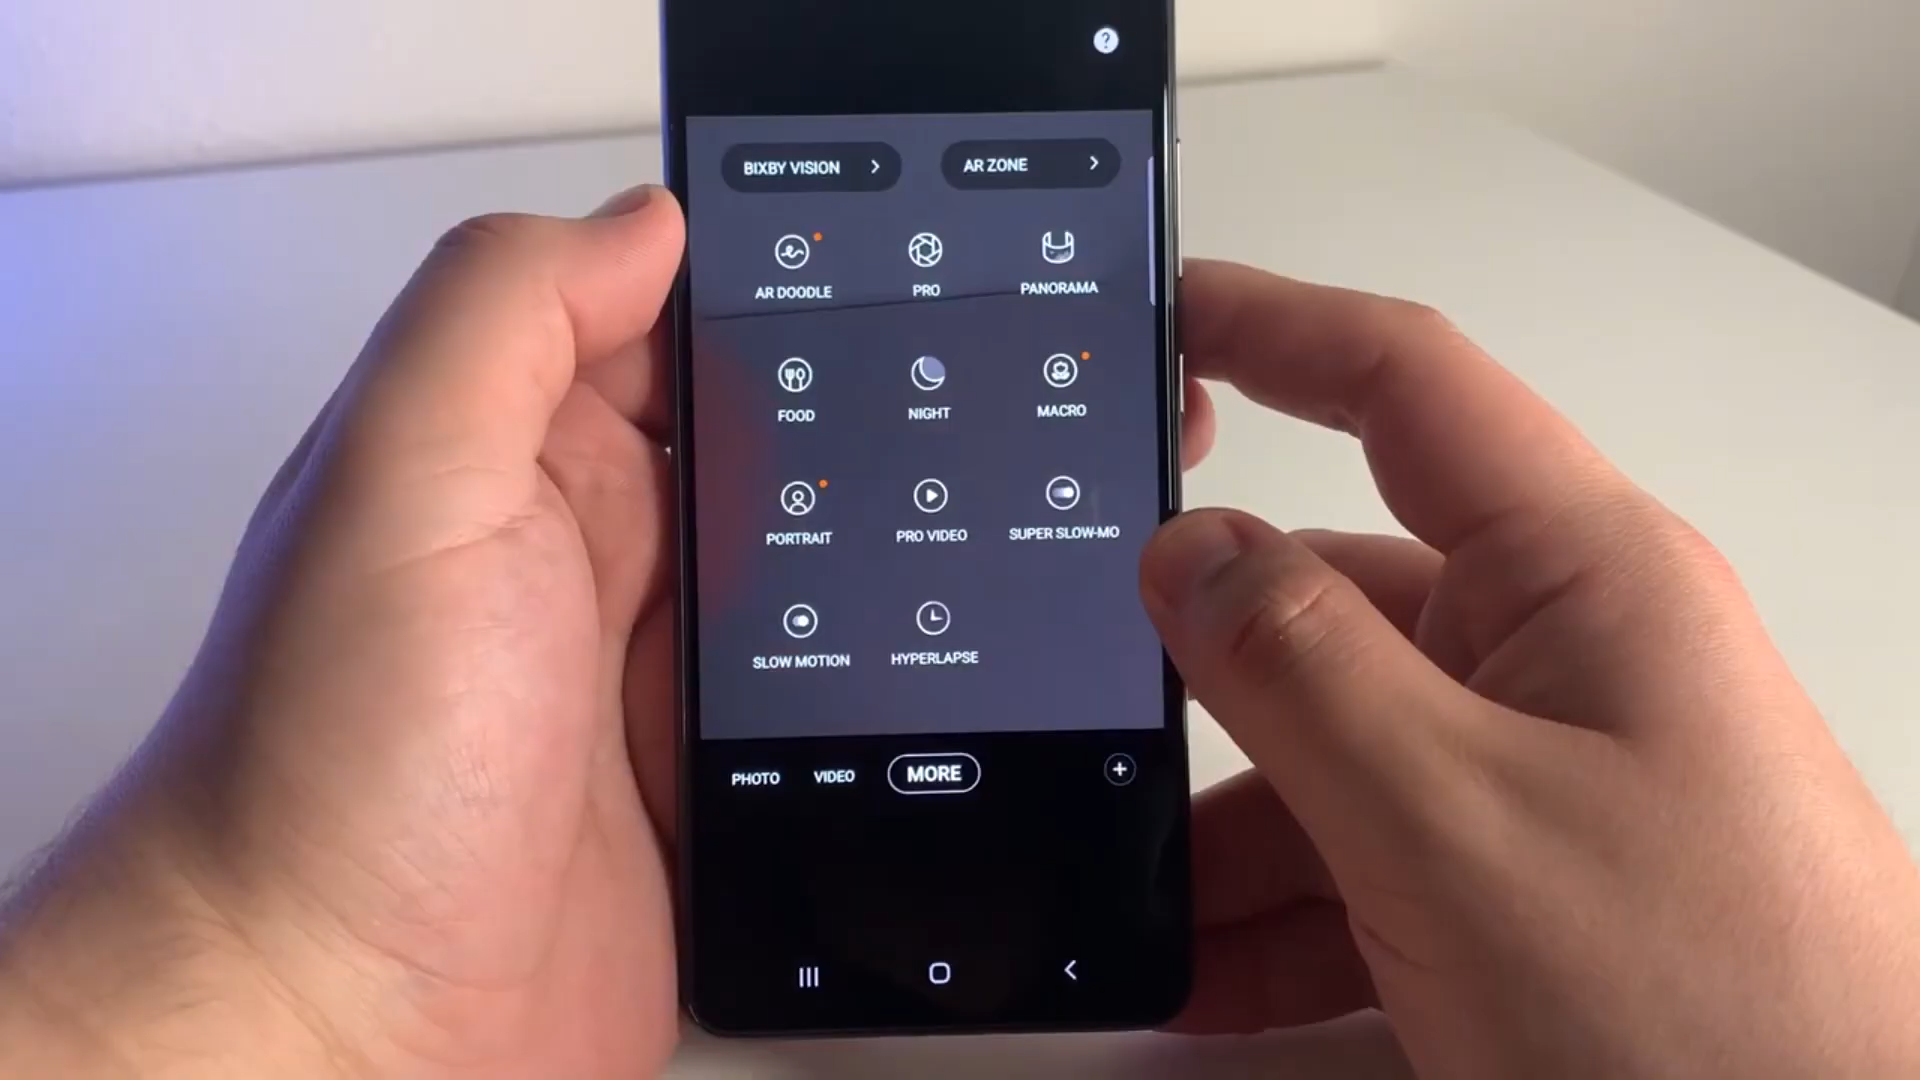 ?
BIXBY VISION >
AR ZONE >
AR DOODLE
PRO
PANORAMA
FOOD
NIGHT
MACRO
PORTRAIT
PRO VIDEO
SUPER SLOW-MO
SLOW MOTION
HYPERLAPSE
PHOTO
VIDEO
MORE
+